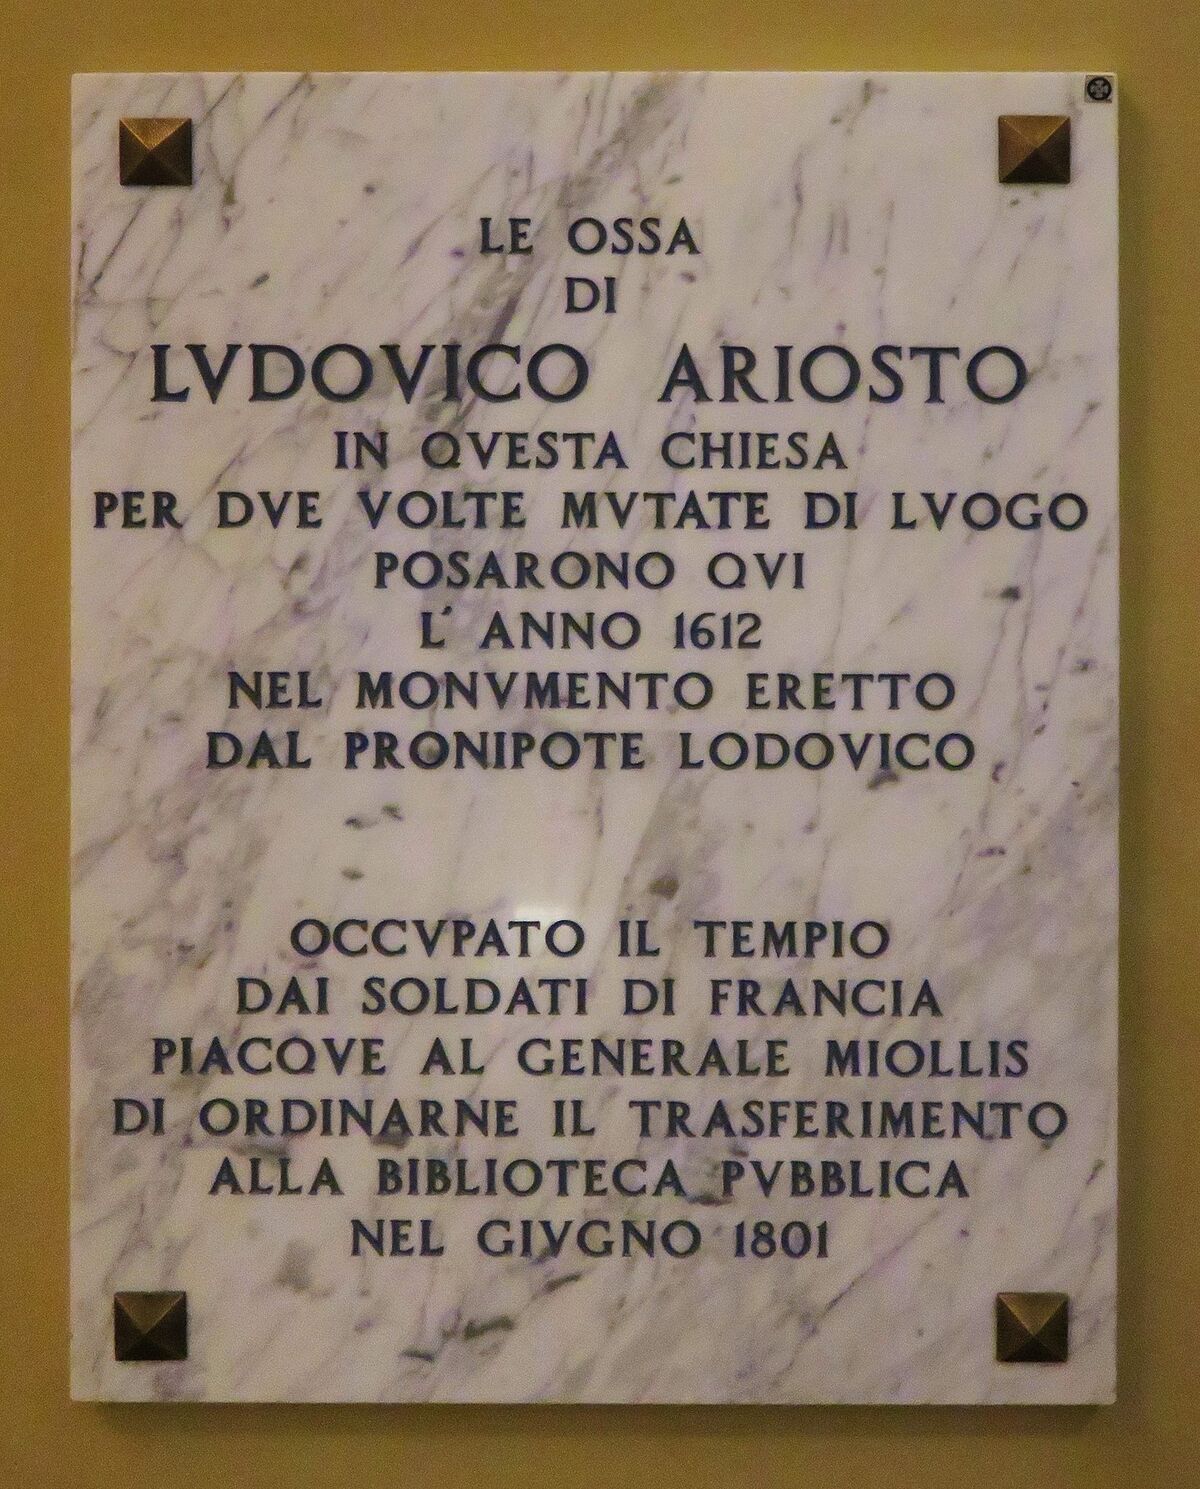 LE OSSA
DI
LVDOVICO ARIOSTO
IN QVESTA CHIESA
PER DVE VOLTE MVTATE DI LVOGO
POSARONO QVI
L' ANNO 1612
NEL MONVMENTO ERETTO
DAL PRONIPOTE LODOVICO
OCCVPATO IL TEMPIO
DAI SOLDATI DI FRANCIA
PIACQVE AL GENERALE MIOLLIS
DI ORDINARNE IL TRASFERIMENTO
ALLA BIBLIOTECA PVBBLICA
NEL GIVGNO 1801